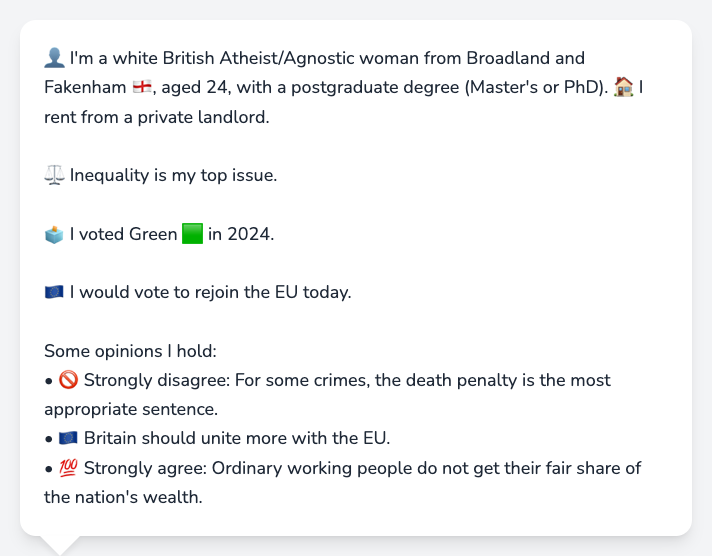 👤 I'm a white British Atheist/Agnostic woman from Broadland and
Fakenham 🏴󠁧󠁢󠁥󠁮󠁧󠁿, aged 24, with a postgraduate degree (Master's or PhD). 🏠 I
rent from a private landlord.
⚖️ Inequality is my top issue.
🗳️ I voted Green 🟩 in 2024.
🇪🇺 I would vote to rejoin the EU today.
Some opinions I hold:
• 🚫 Strongly disagree: For some crimes, the death penalty is the most
appropriate sentence.
• 🇪🇺 Britain should unite more with the EU.
• 💯 Strongly agree: Ordinary working people do not get their fair share of
the nation's wealth.